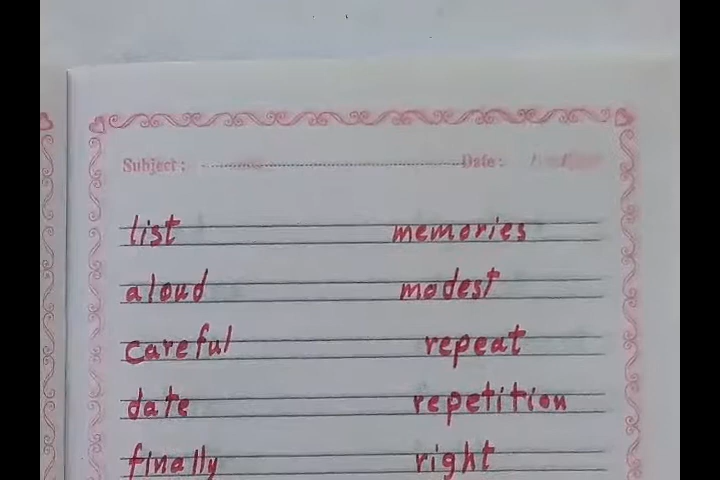 Subject: Date: / /
list memories
aloud modest
careful repeat
date repetition
finally right